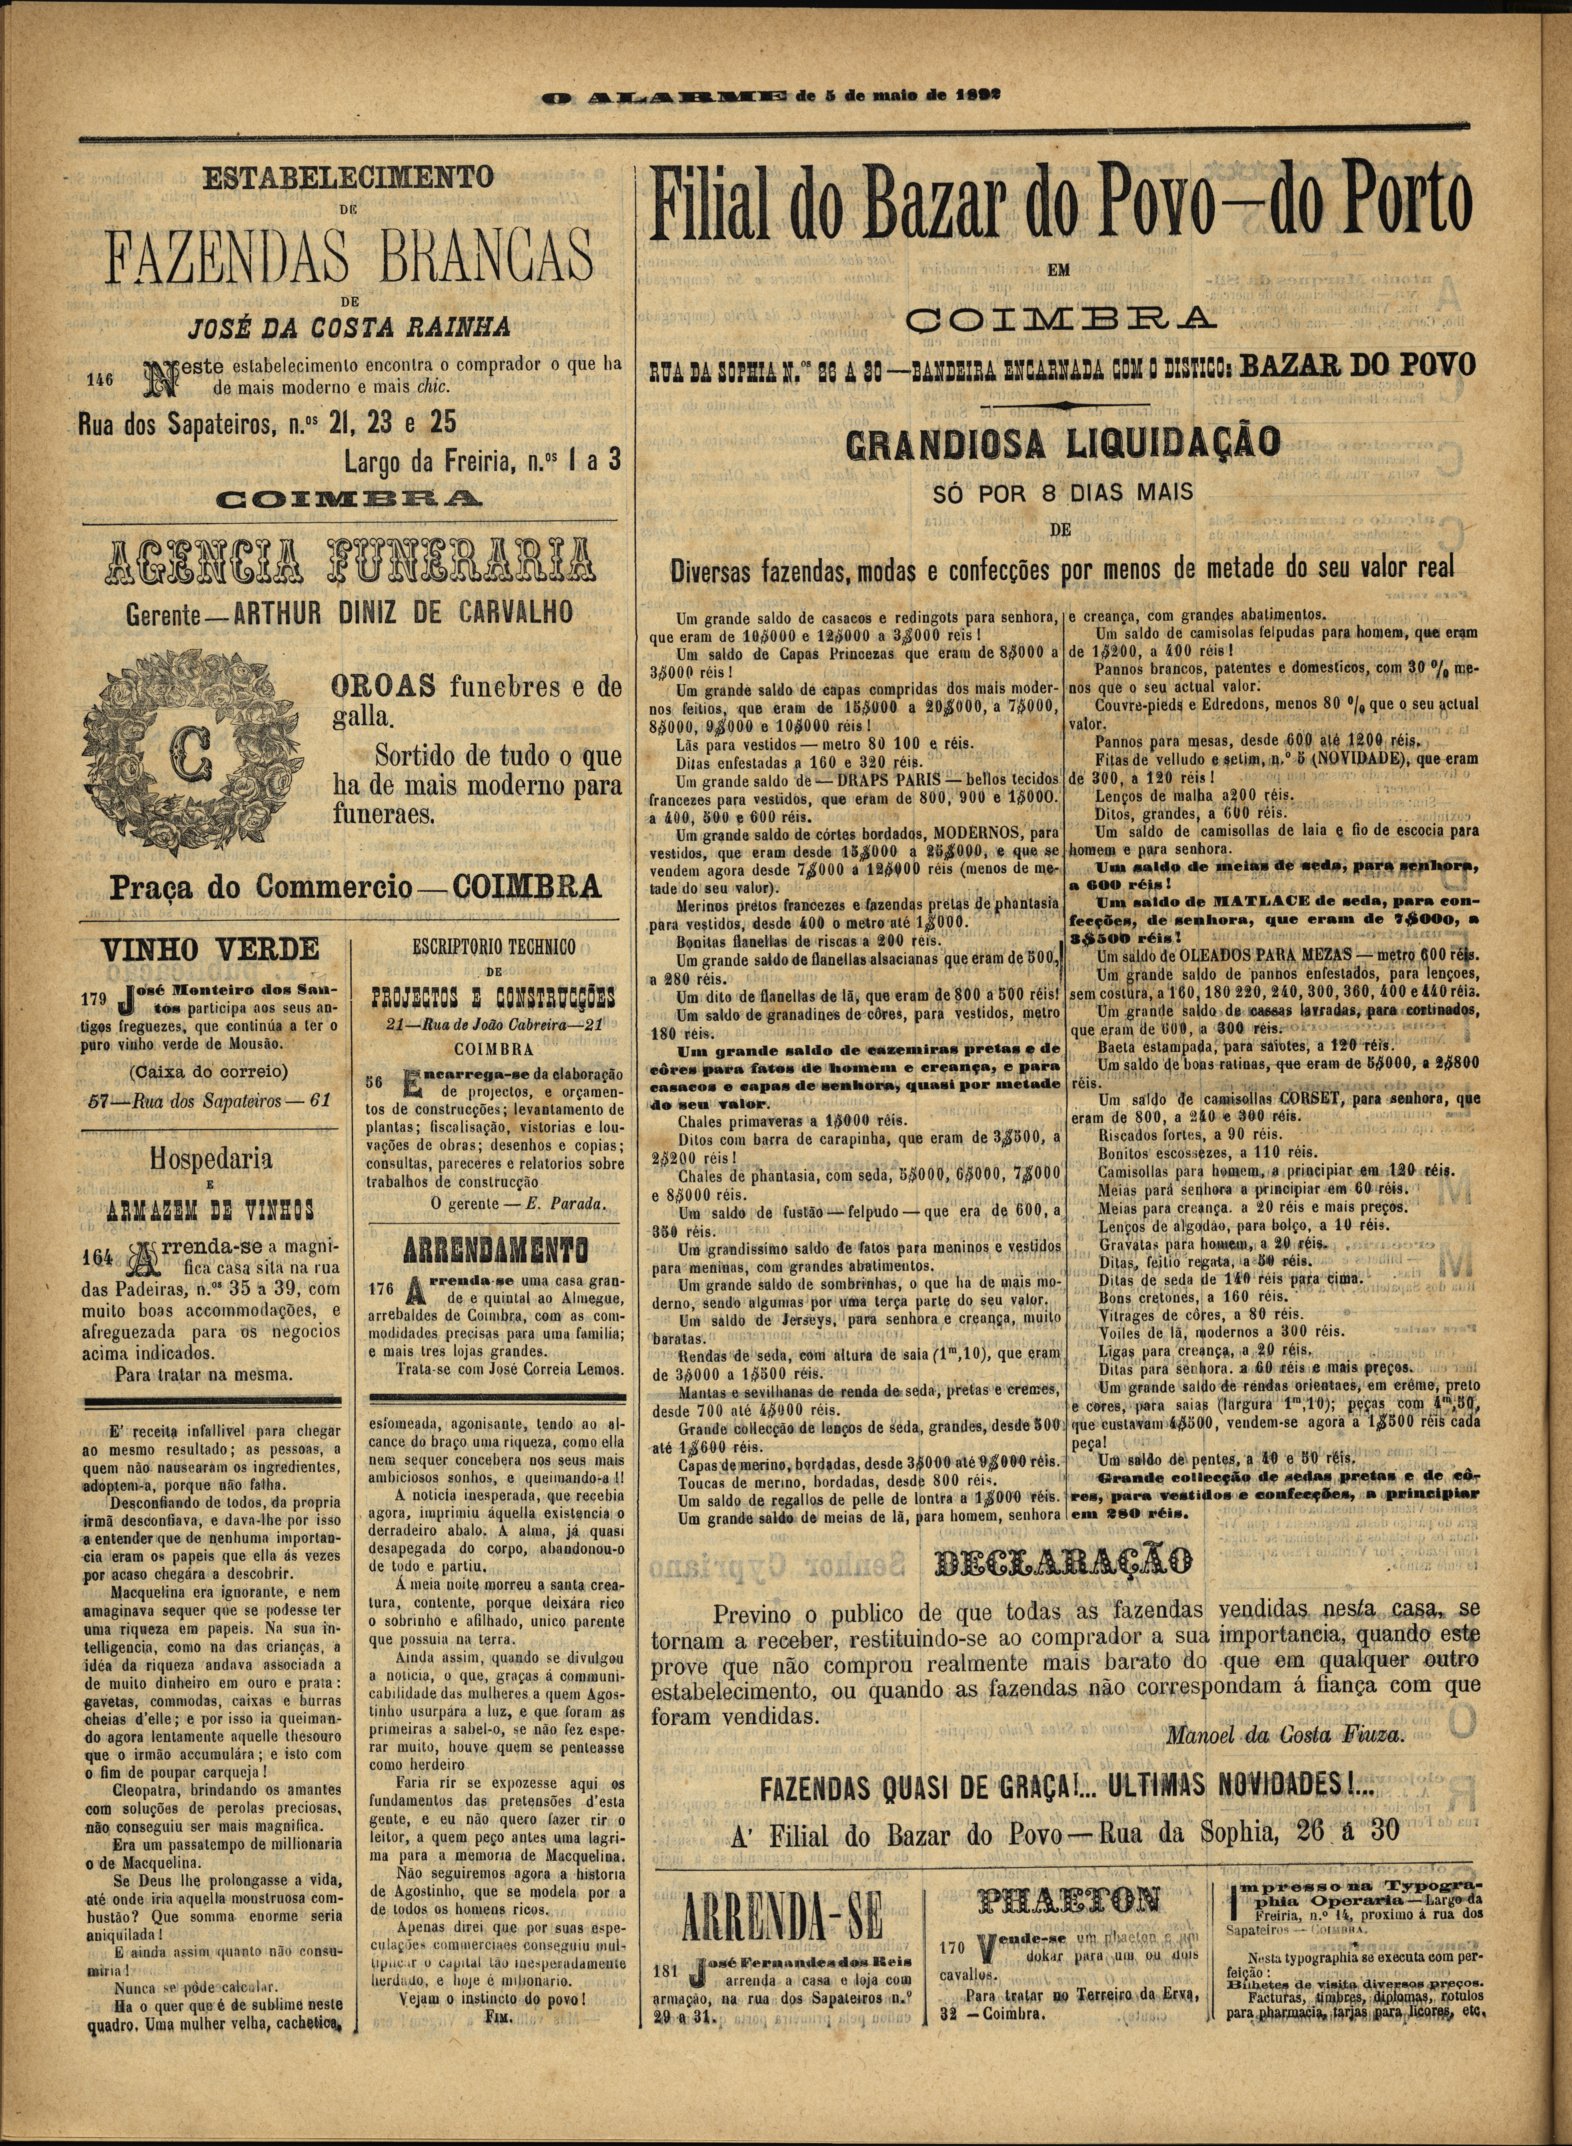 O ALARME de 5 de maio de 1892
ESTABELECIMENTO
DE
FAZENDAS BRANCAS
DE
JOSÉ DA COSTA RAINHA
146 Neste estabelecimento encontra o comprador o que ha
de mais moderno e mais chic.
Rua dos Sapateiros, n.os 21, 23 e 25
Largo da Freiria, n.os 1 a 3
COIMBRA
AGENCIA FUNERARIA
Gerente—ARTHUR DINIZ DE CARVALHO
C
OROAS funebres e de
galla.
Sortido de tudo o que
ha de mais moderno para
funeraes.
Praça do Commercio—COIMBRA
VINHO VERDE
179 José Monteiro dos San-
tos participa aos seus an-
tigos freguezes, que continúa a ter o
puro vinho verde de Mousão.
(Caixa do correio)
57—Rua dos Sapateiros—61
Hospedaria
E
ARMAZEM DE VINHOS
164 Arrenda-se a magni-
fica casa sita na rua
das Padeiras, n.os 35 a 39, com
muito boas accommodações, e
afreguezada para os negocios
acima indicados.
Para tratar na mesma.
ESCRIPTORIO TECHNICO
DE
PROJECTOS E CONSTRUCÇÕES
21—Rua de João Cabreira—21
COIMBRA
56 Encarrega-se da elaboração
de projectos, e orçamen-
tos de construcções; levantamento de
plantas; fiscalisação, vistorias e lou-
vações de obras; desenhos e copias;
consultas, pareceres e relatorios sobre
trabalhos de construcção
O gerente — E. Parada.
ARRENDAMENTO
176 Arrenda-se uma casa gran-
de e quintal ao Almegue,
arrebaldes de Coimbra, com as com-
modidades precisas para uma familia;
e mais tres lojas grandes.
Trata-se com José Correia Lemos.
E' receita infallivel para chegar
ao mesmo resultado; as pessoas, a
quem não nausearam os ingredientes,
adoptem-a, porque não falha.
Desconfiando de todos, da propria
irmã desconfiava, e dava-lhe por isso
a entender que de nenhuma importan-
cia eram os papeis que ella ás vezes
por acaso chegára a descobrir.
Macquelina era ignorante, e nem
amaginava sequer que se podesse ter
uma riqueza em papeis. Na sua in-
telligencia, como na das crianças, a
idéa da riqueza andava associada a
de muito dinheiro em ouro e prata:
gavetas, commodas, caixas e burras
cheias d'elle; e por isso ia queiman-
do agora lentamente aquelle thesouro
que o irmão accumulára; e isto com
o fim de poupar carqueja!
Cleopatra, brindando os amantes
com soluções de perolas preciosas,
não conseguiu ser mais magnifica.
Era um passatempo de millionaria
o de Macquelina.
Se Deus lhe prolongasse a vida,
até onde iria aquella monstruosa com-
bustão? Que somma enorme seria
aniquilada!
E ainda assim quanto não consu-
miria!
Nunca se póde calcular.
Ha o quer que é de sublime neste
quadro. Uma mulher velha, cachetica,
esfomeada, agonisante, tendo ao al-
cance do braço uma riqueza, como ella
nem sequer concebera nos seus mais
ambiciosos sonhos, e queimando-a!!
A noticia inesperada, que recebia
agora, imprimiu áquella existencia o
derradeiro abalo. A alma, já quasi
desapegada do corpo, abandonou-o
de todo e partiu.
Á meia noite morreu a santa crea-
tura, contente, porque deixára rico
o sobrinho e afilhado, unico parente
que possuia na terra.
Ainda assim, quando se divulgou
a noticia, o que, graças á communi-
cabilidade das mulheres a quem Agos-
tinho usurpára a luz, e que foram as
primeiras a sabel-o, se não fez espe-
rar muito, houve quem se penteasse
como herdeiro
Faria rir se expozesse aqui os
fundamentos das pretensões d'esta
gente, e eu não quero fazer rir o
leitor, a quem peço antes uma lagri-
ma para a memoria de Macquelina.
Não seguiremos agora a historia
de Agostinho, que se modela por a
de todos os homens ricos.
Apenas direi que por suas espe-
culações commerciaes conseguiu mul-
tiplicar o capital tão inesperadamente
herdado, e hoje é milionario.
Vejam o instincto do povo!
FIM.
Filial do Bazar do Povo—do Porto
EM
COIMBRA
RUA DA SOPHIA N.os 26 A 30—BANDEIRA ENCARNADA COM O DISTICO: BAZAR DO POVO
GRANDIOSA LIQUIDAÇÃO
SÓ POR 8 DIAS MAIS
DE
Diversas fazendas, modas e confecções por menos de metade do seu valor real
Um grande saldo de casacos e redingots para senhora,
que eram de 10$000 e 12$000 a 3$000 reis!
Um saldo de Capas Princezas que eram de 8$000 a
3$000 réis!
Um grande saldo de capas compridas dos mais moder-
nos feitios, que eram de 15$000 a 20$000, a 7$000,
8$000, 9$000 e 10$000 réis!
Lãs para vestidos — metro 80 100 e réis.
Ditas enfestadas a 160 e 320 réis.
Um grande saldo de — DRAPS PARIS — bellos tecidos
francezes para vestidos, que eram de 800, 900 e 1$000.
a 400, 500 e 600 réis.
Um grande saldo de córtes bordados, MODERNOS, para
vestidos, que eram desde 15$000 a 25$000, e que se
vendem agora desde 7$000 a 12$000 réis (menos de me-
tade do seu valor).
Merinos pretos francezes e fazendas pretas de phantasia
para vestidos, desde 400 o metro até 1$000.
Bonitas flanellas de riscas a 200 réis.
Um grande saldo de flanellas alsacianas que eram de 500,
a 280 réis.
Um dito de flanellas de lã, que eram de 800 a 500 réis!
Um saldo de granadines de côres, para vestidos, metro
180 réis.
Um grande saldo de cazemiras pretas e de
côres para fatos de homem e creança, e para
casacos e capas de senhora, quasi por metade
do seu valor.
Chales primaveras a 1$000 réis.
Ditos com barra de carapinha, que eram de 3$500, a
2$200 réis!
Chales de phantasia, com seda, 5$000, 6$000, 7$000
e 8$000 réis.
Um saldo de fustão — felpudo — que era de 600, a
350 réis.
Um grandissimo saldo de fatos para meninos e vestidos
para meninas, com grandes abatimentos.
Um grande saldo de sombrinhas, o que ha de mais mo-
derno, sendo algumas por uma terça parte do seu valor.
Um saldo de Jerseys, para senhora e creança, muito
baratas.
Rendas de seda, com altura de saia (1m,10), que eram
de 3$000 a 1$500 réis.
Mantas e sevilhanas de renda de seda, pretas e cremes,
desde 700 até 4$000 réis.
Grande collecção de lenços de seda, grandes, desde 500
até 1$600 réis.
Capas de merino, bordadas, desde 3$000 até 9$000 réis.
Toucas de merino, bordadas, desde 800 réis.
Um saldo de regallos de pelle de lontra a 1$000 réis.
Um grande saldo de meias de lã, para homem, senhora
e creança, com grandes abatimentos.
Um saldo de camisolas felpudas para homem, que eram
de 1$200, a 400 réis!
Pannos brancos, patentes e domesticos, com 30 % me-
nos que o seu actual valor.
Couvre-pieds e Edredons, menos 80 % que o seu actual
valor.
Pannos para mesas, desde 600 até 1200 réis.
Fitas de velludo e setim, n.º 5 (NOVIDADE), que eram
de 300, a 120 réis!
Lenços de malha a200 réis.
Ditos, grandes, a 600 réis.
Um saldo de camisollas de laia e fio de escocia para
homem e para senhora.
Um saldo de meias de seda, para senhora,
a 600 réis!
Um saldo de MATLACE de seda, para con-
fecções, de senhora, que eram de 7$000, a
3$500 réis!
Um saldo de OLEADOS PARA MEZAS — metro 600 réis.
Um grande saldo de pannos enfestados, para lençoes,
sem costura, a 160, 180 220, 240, 300, 360, 400 e 440 réis.
Um grande saldo de cassas lavradas, para cortinados,
que eram de 600, a 300 réis.
Baeta estampada, para saiotes, a 120 réis.
Um saldo de boas ratinas, que eram de 5$000, a 2$800
réis.
Um saldo de camisollas CORSET, para senhora, que
eram de 800, a 240 e 300 réis.
Riscados fortes, a 90 réis.
Bonitos escossezes, a 110 réis.
Camisollas para homem, a principiar em 120 réis.
Meias pará senhora a principiar em 60 réis.
Meias para creança. a 20 réis e mais preços.
Lenços de algodão, para bolço, a 10 réis.
Gravatas para homem, a 20 réis.
Ditas, feitio regata, a 50 réis.
Ditas de seda de 140 réis para cima.
Bons cretones, a 160 réis.
Vitrages de côres, a 80 réis.
Voiles de lã, modernos a 300 réis.
Ligas para creança, a 20 réis.
Ditas para senhora. a 60 réis e mais preços.
Um grande saldo de rendas orientaes, em crême, preto
e cores, para saias (largura 1m,10); peças com 4m,50,
que custavam 4$500, vendem-se agora a 1$500 réis cada
peça!
Um saldo de pentes, a 40 e 50 réis.
Grande collecção de sedas pretas e de cô-
res, para vestidos e confecções, a principiar
em 280 réis.
DECLARAÇÃO
Previno o publico de que todas as fazendas vendidas nesta casa, se
tornam a receber, restituindo-se ao comprador a sua importancia, quando este
prove que não comprou realmente mais barato do que em qualquer outro
estabelecimento, ou quando as fazendas não correspondam á fiança com que
foram vendidas.
Manoel da Costa Fiuza.
FAZENDAS QUASI DE GRAÇA!... ULTIMAS NOVIDADES!...
A' Filial do Bazar do Povo—Rua da Sophia, 26 a 30
ARRENDA-SE
181 José Fernandes dos Reis
arrenda a casa e loja com
armação, na rua dos Sapateiros n.º
29 a 31.
PHAETON
170 Vende-se um phaeton e um
dokar para um ou dois
cavallos.
Para tratar no Terreiro da Erva,
32 — Coimbra.
Impresso na Typogra-
phia Operaria—Largo da
Freiria, n.º 14, proximo á rua dos
Sapateiros — COIMBRA.
Nesta typographia se executa com per-
feição:
Bilhetes de visita diversos preços.
Facturas, timbres, diplomas, rotulos
para pharmacia, tarjas para licores, etc.